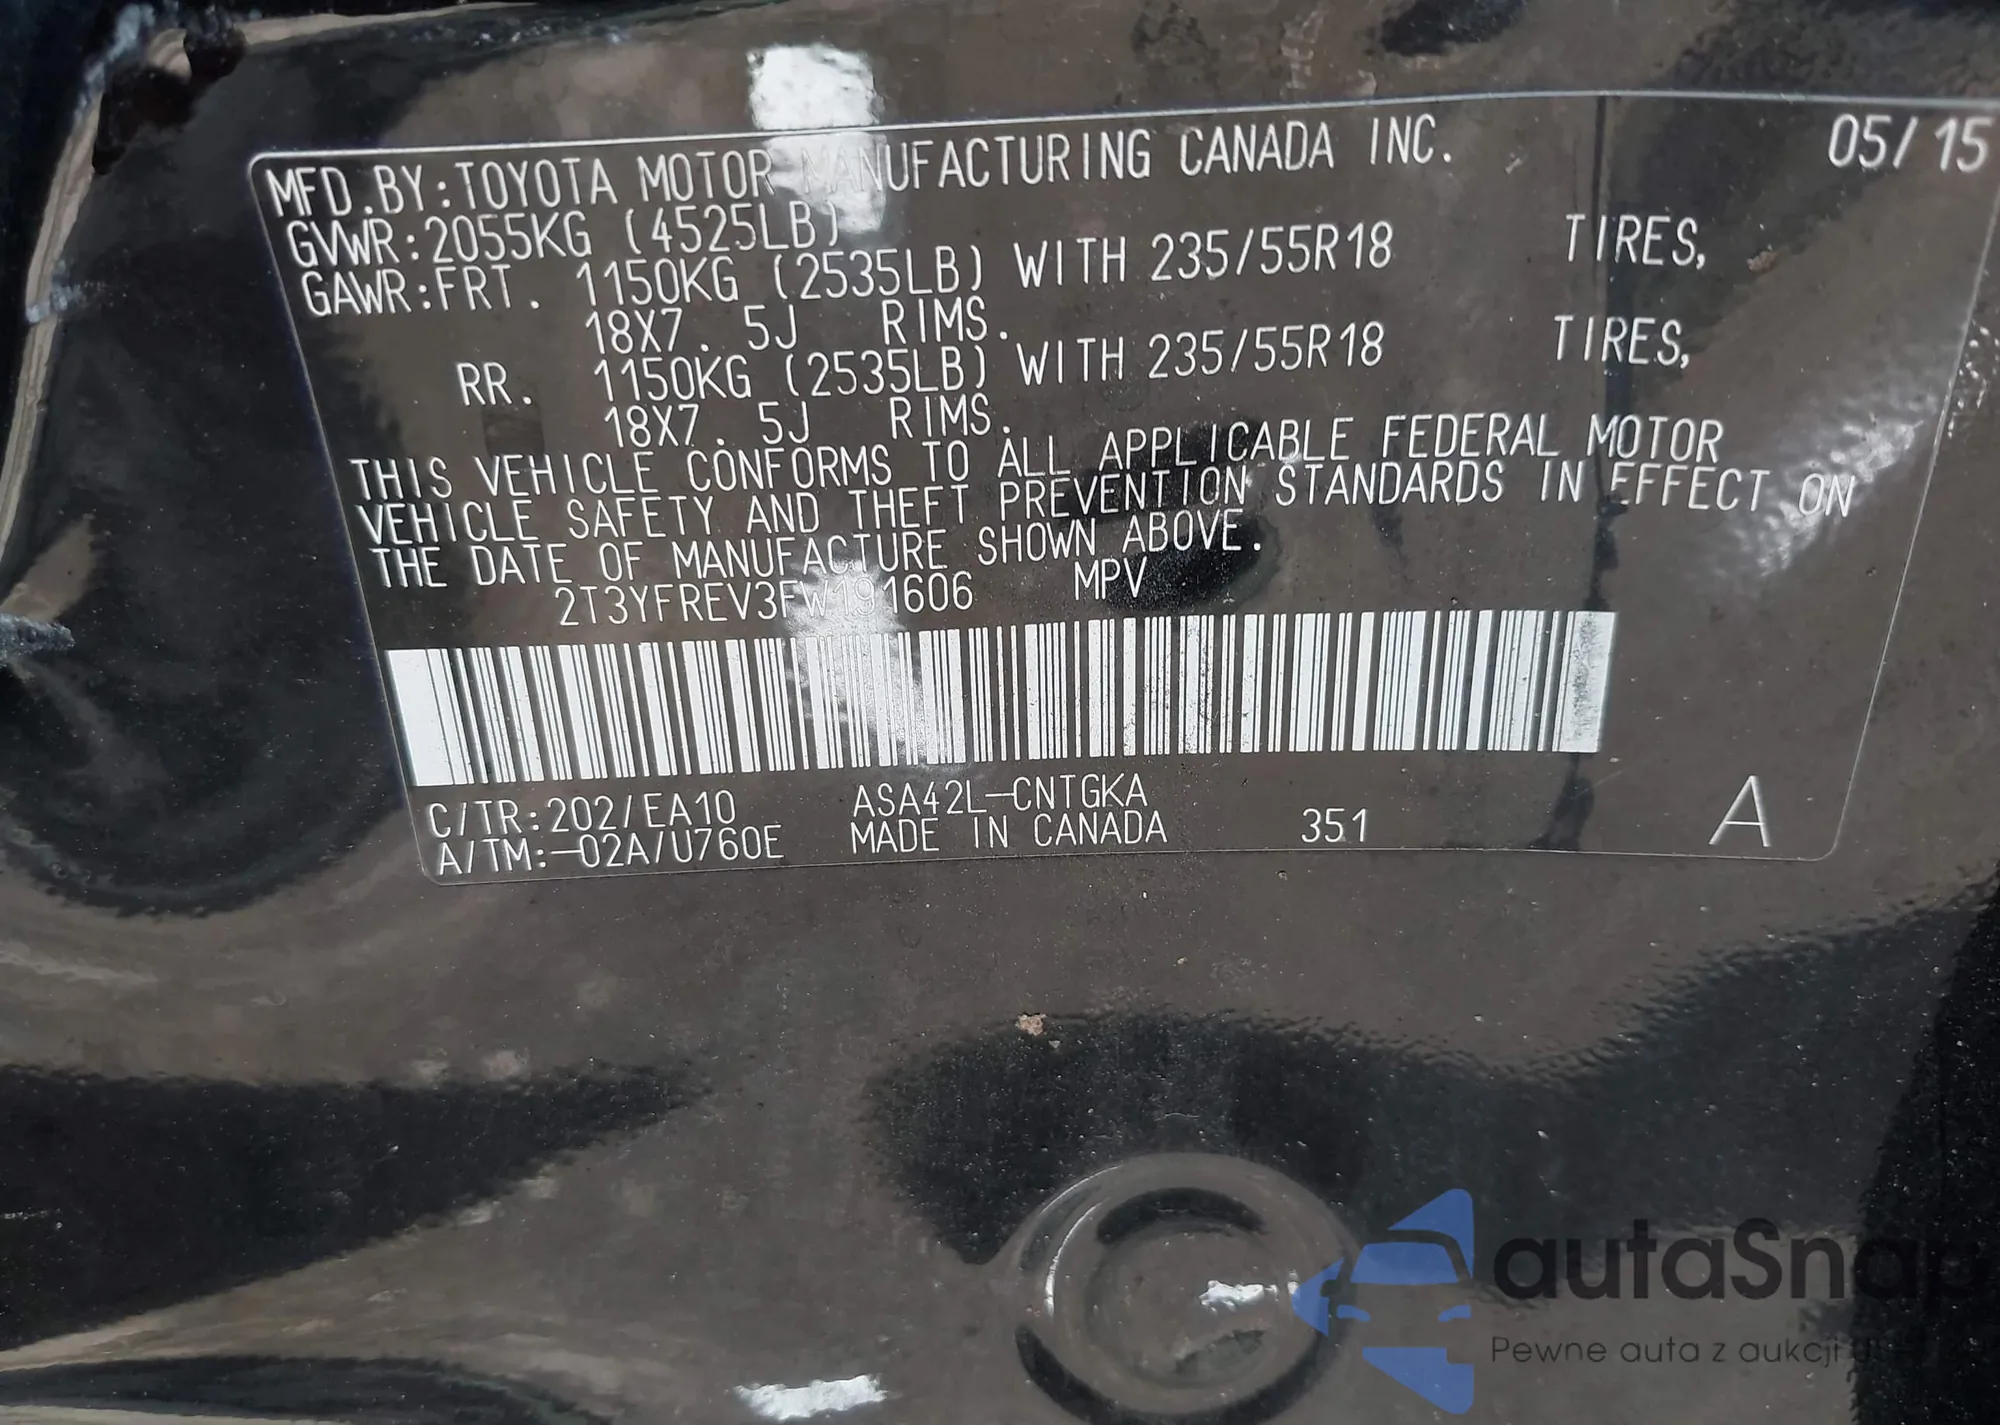 MFD.BY:TOYOTA MOTOR MANUFACTURING CANADA INC. 05/15
GVWR:2055KG (4525LB)
GAWR:FRT. 1150KG (2535LB) WITH 235/55R18 TIRES,
18X7.5J RIMS.
RR. 1150KG (2535LB) WITH 235/55R18 TIRES,
18X7.5J RIMS.
THIS VEHICLE CONFORMS TO ALL APPLICABLE FEDERAL MOTOR
VEHICLE SAFETY AND THEFT PREVENTION STANDARDS IN EFFECT ON
THE DATE OF MANUFACTURE SHOWN ABOVE.
2T3YFREV3FW191606 MPV
C/TR:202/EA10 ASA42L-CNTGKA
A/TM:-02A/U760E MADE IN CANADA 351 A
autaSnap
Pewne auta z aukcji